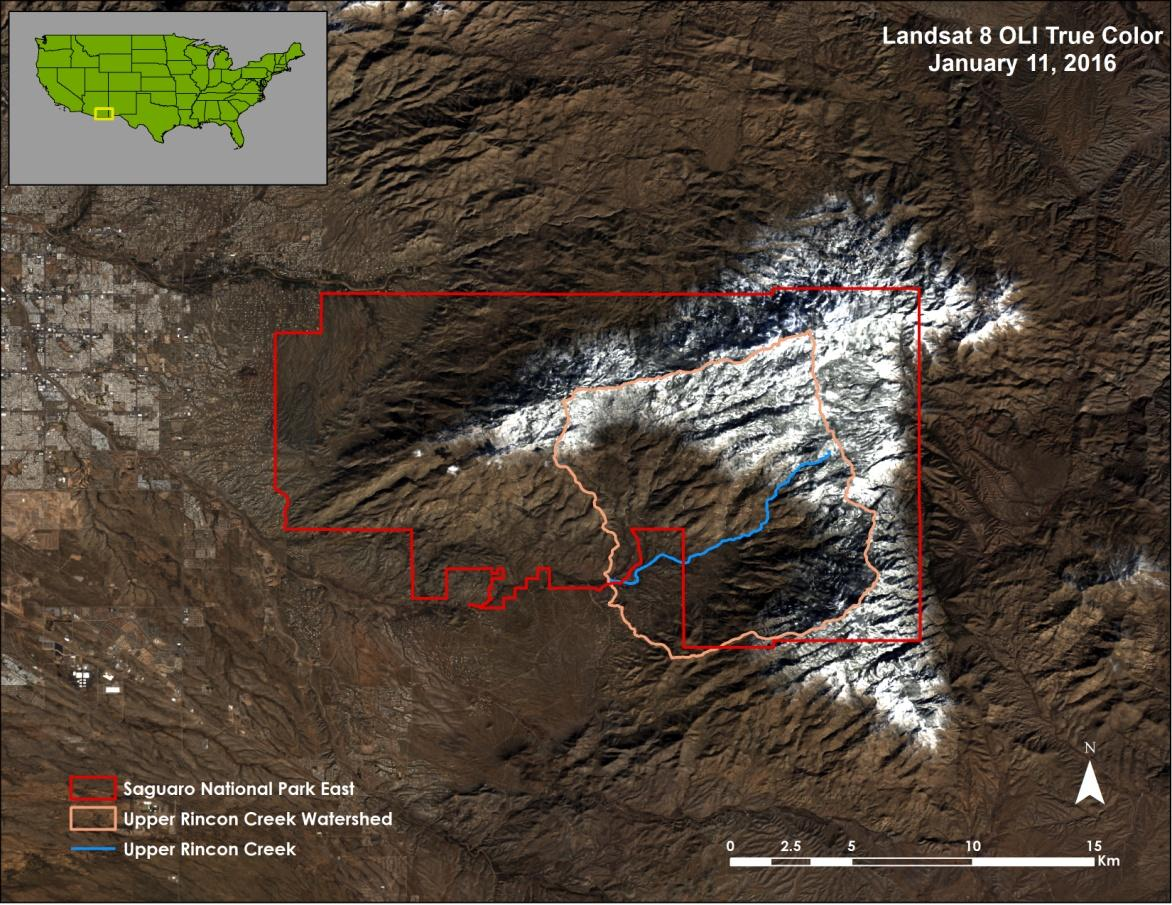 Landsat 8 OLI True Color
January 11, 2016
Saguaro National Park East
Upper Rincon Creek Watershed
Upper Rincon Creek
N
0 2.5 5 10 15
Km